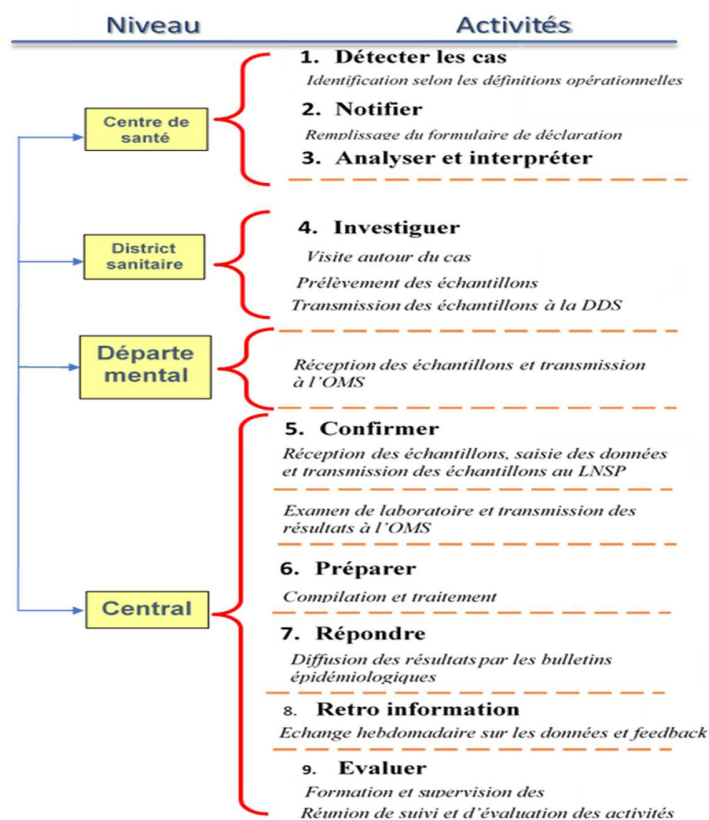 Niveau
Activités
Centre de
santé
1. Détecter les cas
Identification selon les définitions opérationnelles
2. Notifier
Remplissage du formulaire de déclaration
3. Analyser et interpréter
District
sanitaire
4. Investiguer
Visite autour du cas
Prélèvement des échantillons
Transmission des échantillons à la DDS
Départe
mental
Réception des échantillons et transmission
à l'OMS
Central
5. Confirmer
Réception des échantillons, saisie des données
et transmission des échantillons au LNSP
Examen de laboratoire et transmission des
résultats à l'OMS
6. Préparer
Compilation et traitement
7. Répondre
Diffusion des résultats par les bulletins
épidémiologiques
8. Retro information
Echange hebdomadaire sur les données et feedback
9. Evaluer
Formation et supervision des
Réunion de suivi et d'évaluation des activités